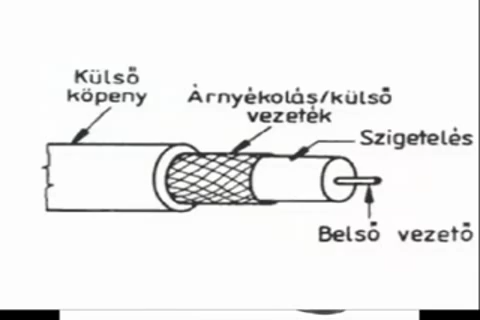 Külső
köpeny
Árnyékolás/külső
vezeték
Szigetelés
Belső vezető